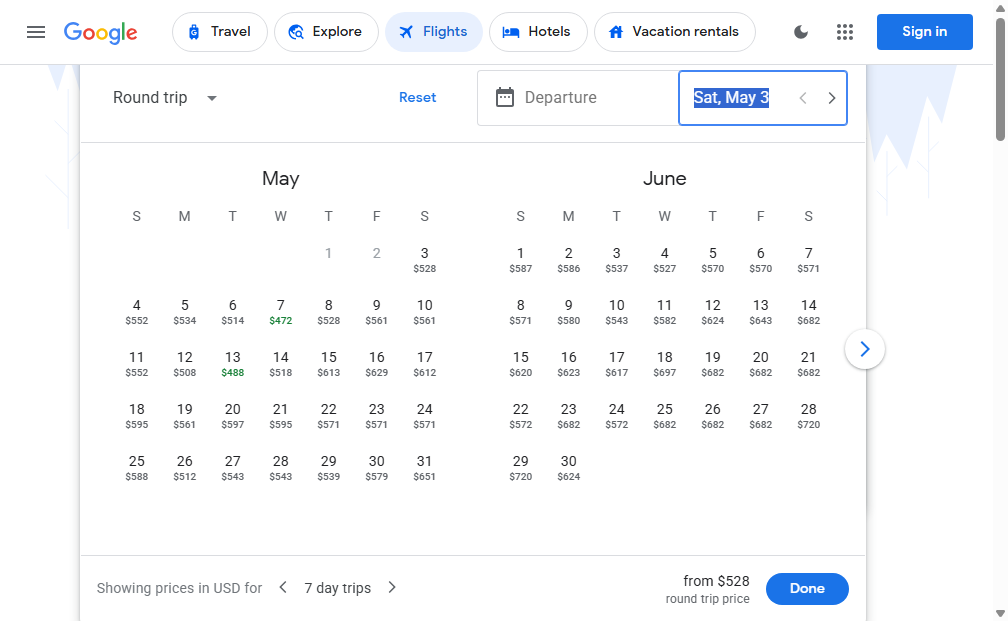 Google Travel Explore Flights Hotels Vacation rentals Sign in
Round trip Reset Departure Sat, May 3
May June
S M T W T F S S M T W T F S
1 2 3 1 2 3 4 5 6 7
$528 $587 $586 $537 $527 $570 $570 $571
4 5 6 7 8 9 10 8 9 10 11 12 13 14
$552 $534 $514 $472 $528 $561 $561 $571 $580 $543 $582 $624 $643 $682
11 12 13 14 15 16 17 15 16 17 18 19 20 21
$552 $508 $488 $518 $613 $629 $612 $620 $623 $617 $697 $682 $682 $682
18 19 20 21 22 23 24 22 23 24 25 26 27 28
$595 $561 $597 $595 $571 $571 $571 $572 $682 $572 $682 $682 $682 $720
25 26 27 28 29 30 31 29 30
$588 $512 $543 $543 $539 $579 $651 $720 $624
Showing prices in USD for 7 day trips from $528 Done
round trip price